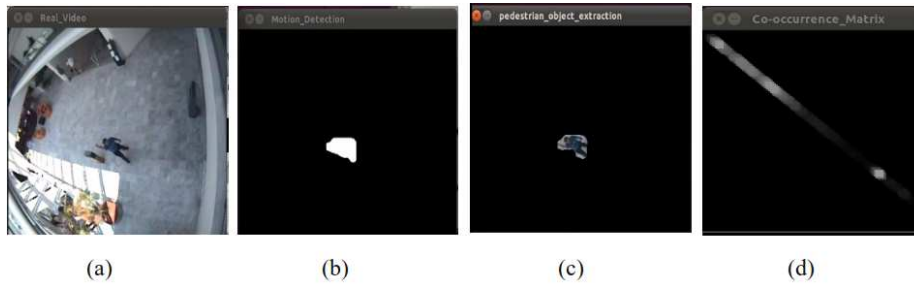 Real_Video
Motion_Detection
pedestrian_object_extraction
Co-occurrence_Matrix
(a)
(b)
(c)
(d)